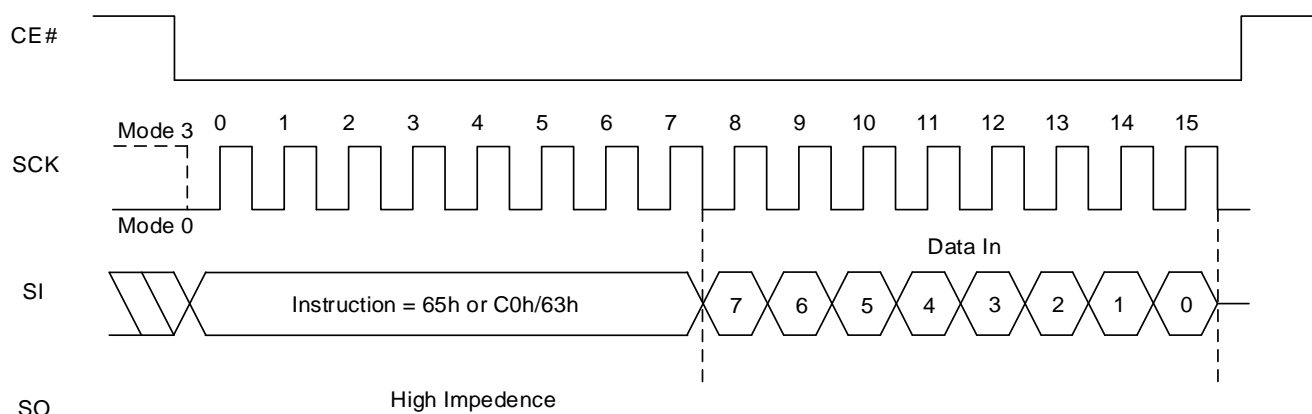 CE#
Mode 3
0 1 2 3 4 5 6 7 8 9 10 11 12 13 14 15
SCK
Mode 0
Data In
SI
Instruction = 65h or C0h/63h
7 6 5 4 3 2 1 0
High Impedence
SO